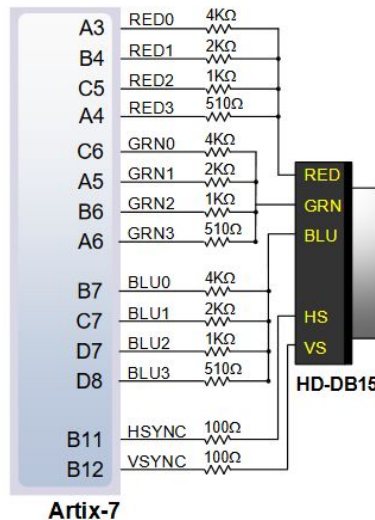 A3 RED0 4KΩ
B4 RED1 2KΩ
C5 RED2 1KΩ
A4 RED3 510Ω
C6 GRN0 4KΩ
A5 GRN1 2KΩ
B6 GRN2 1KΩ
A6 GRN3 510Ω
B7 BLU0 4KΩ
C7 BLU1 2KΩ
D7 BLU2 1KΩ
D8 BLU3 510Ω
B11 HSYNC 100Ω
B12 VSYNC 100Ω
Artix-7
RED
GRN
BLU
HS
VS
HD-DB15